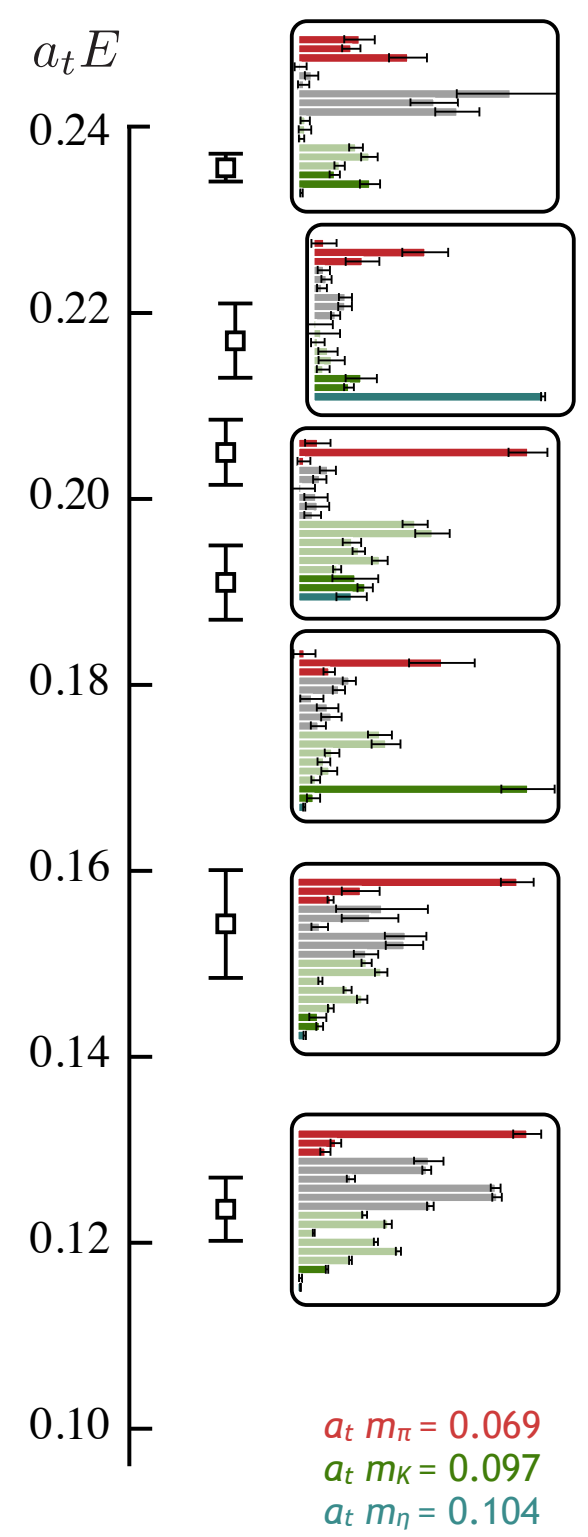 a_t E
0.24
0.22
0.20
0.18
0.16
0.14
0.12
0.10
a_t m_π = 0.069
a_t m_K = 0.097
a_t m_η = 0.104